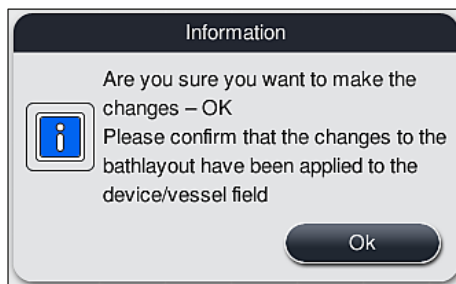 Information
Are you sure you want to make the
changes – OK
Please confirm that the changes to the
bathlayout have been applied to the
device/vessel field
i
Ok